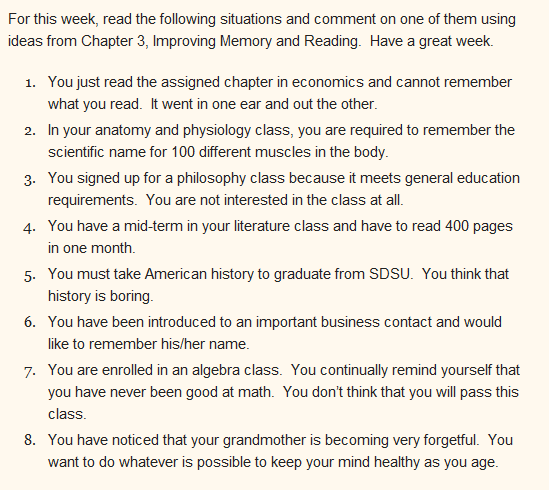 For this week, read the following situations and comment on one of them using
ideas from Chapter 3, Improving Memory and Reading.  Have a great week.
1. You just read the assigned chapter in economics and cannot remember
what you read.  It went in one ear and out the other.
2. In your anatomy and physiology class, you are required to remember the
scientific name for 100 different muscles in the body.
3. You signed up for a philosophy class because it meets general education
requirements.  You are not interested in the class at all.
4. You have a mid-term in your literature class and have to read 400 pages
in one month.
5. You must take American history to graduate from SDSU.  You think that
history is boring.
6. You have been introduced to an important business contact and would
like to remember his/her name.
7. You are enrolled in an algebra class.  You continually remind yourself that
you have never been good at math.  You don't think that you will pass this
class.
8. You have noticed that your grandmother is becoming very forgetful.  You
want to do whatever is possible to keep your mind healthy as you age.